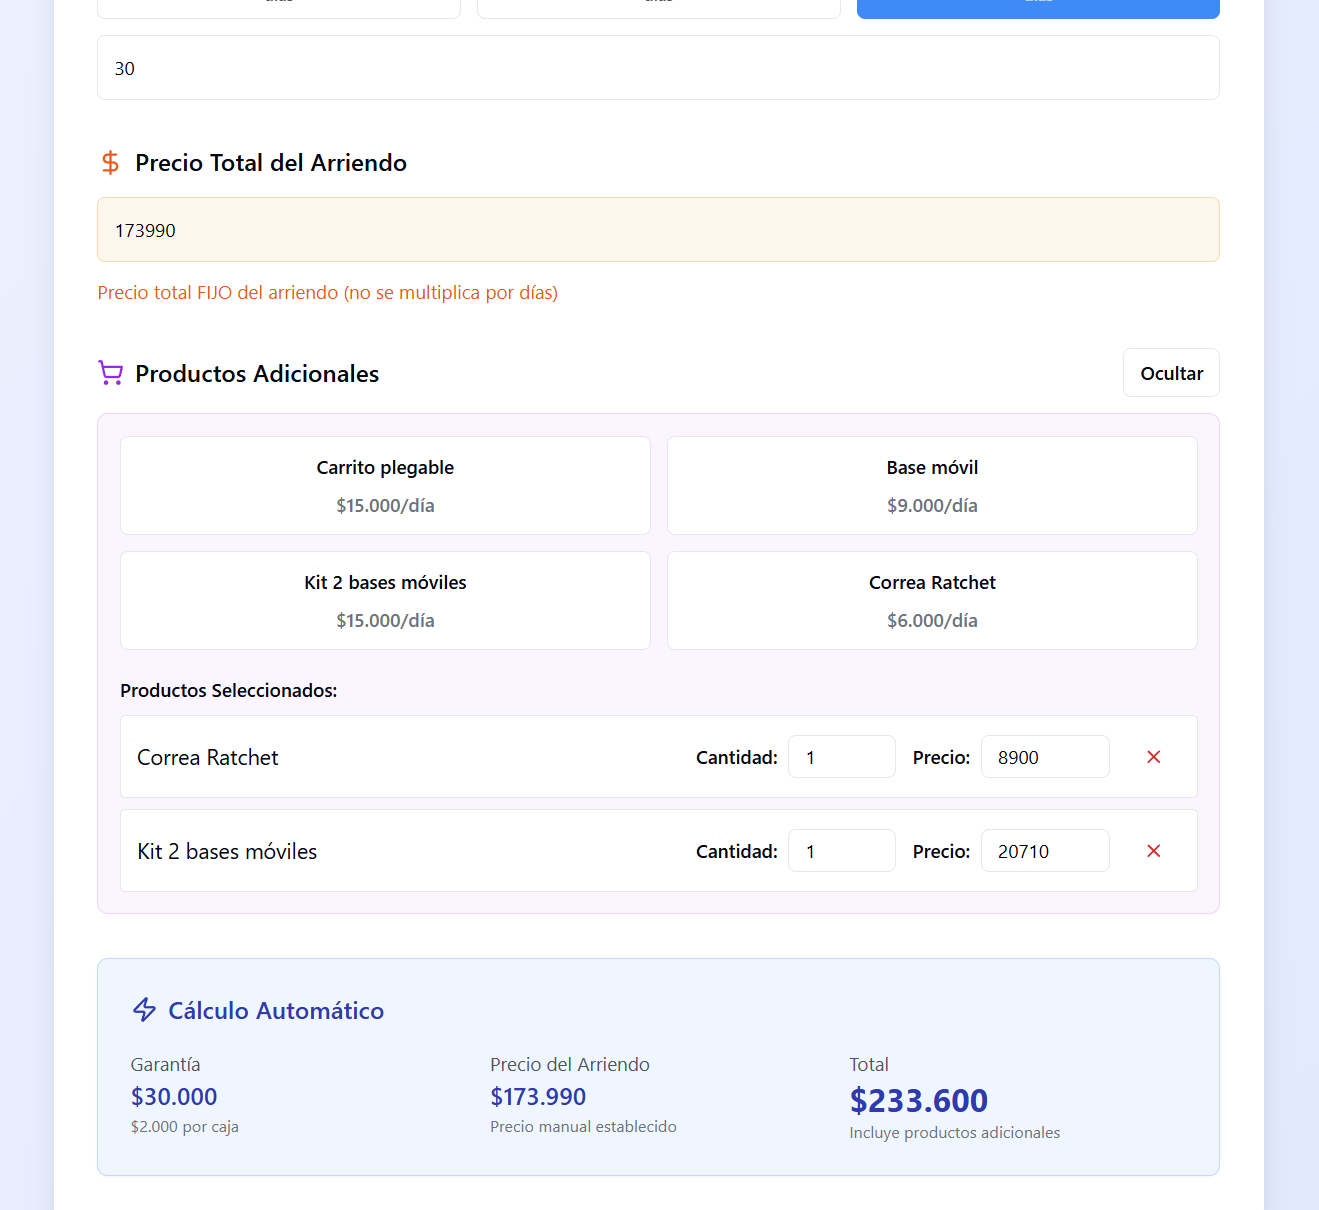 30
Precio Total del Arriendo
173990
Precio total FIJO del arriendo (no se multiplica por días)
Productos Adicionales
Ocultar
Carrito plegable
$15.000/día
Base móvil
$9.000/día
Kit 2 bases móviles
$15.000/día
Correa Ratchet
$6.000/día
Productos Seleccionados:
Correa Ratchet Cantidad: 1 Precio: 8900
Kit 2 bases móviles Cantidad: 1 Precio: 20710
Cálculo Automático
Garantía
$30.000
$2.000 por caja
Precio del Arriendo
$173.990
Precio manual establecido
Total
$233.600
Incluye productos adicionales